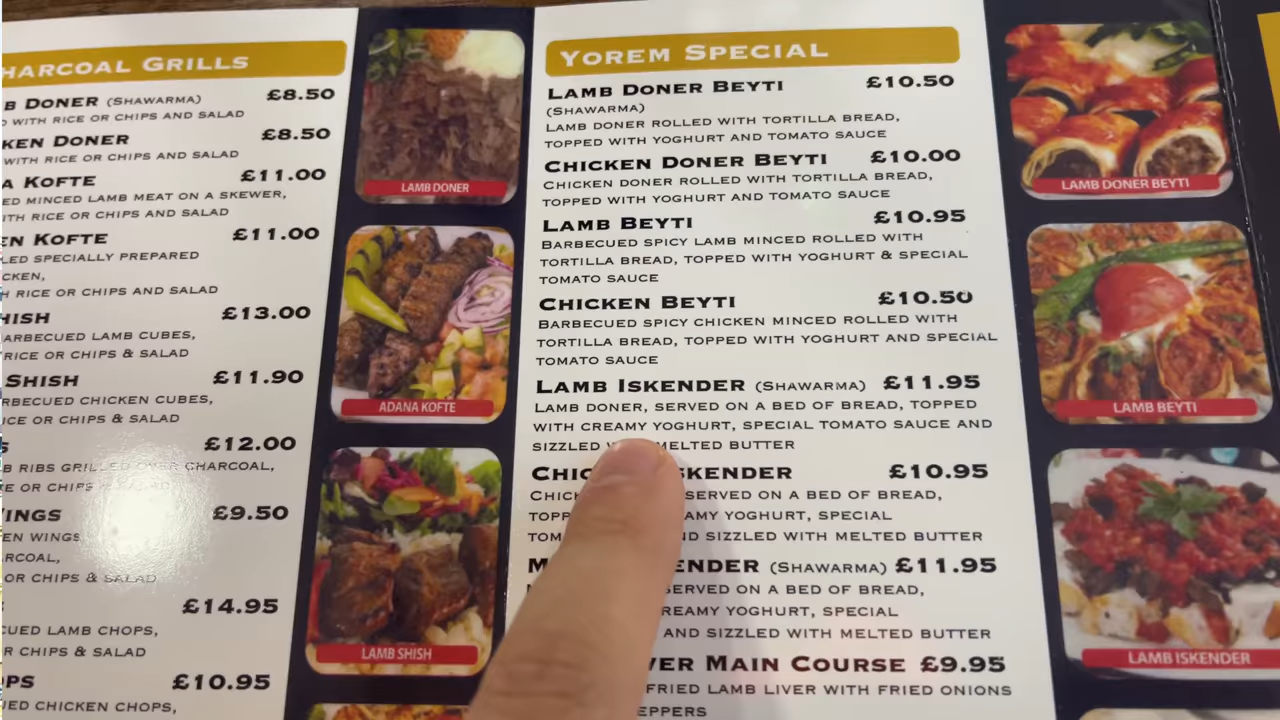 HARCOAL GRILLS
B DONER (SHAWARMA) £8.50
WITH RICE OR CHIPS AND SALAD
KEN DONER £8.50
WITH RICE OR CHIPS AND SALAD
A KOFTE £11.00
ED MINCED LAMB MEAT ON A SKEWER,
ITH RICE OR CHIPS AND SALAD
EN KOFTE £11.00
LED SPECIALLY PREPARED
CKEN,
H RICE OR CHIPS AND SALAD
HISH £13.00
ARBECUED LAMB CUBES,
RICE OR CHIPS & SALAD
SHISH £11.90
RBECUED CHICKEN CUBES,
ICE OR CHIPS & SALAD
S £12.00
B RIBS GRILLED OVER CHARCOAL,
E OR CHIPS & SALAD
INGS £9.50
EN WINGS
RCOAL,
OR CHIPS & SALAD
£14.95
CUED LAMB CHOPS,
R CHIPS & SALAD
PS £10.95
UED CHICKEN CHOPS,
LAMB DONER
ADANA KOFTE
LAMB SHISH
YOREM SPECIAL
LAMB DONER BEYTI £10.50
(SHAWARMA)
LAMB DONER ROLLED WITH TORTILLA BREAD,
TOPPED WITH YOGHURT AND TOMATO SAUCE
CHICKEN DONER BEYTI £10.00
CHICKEN DONER ROLLED WITH TORTILLA BREAD,
TOPPED WITH YOGHURT AND TOMATO SAUCE
LAMB BEYTI £10.95
BARBECUED SPICY LAMB MINCED ROLLED WITH
TORTILLA BREAD, TOPPED WITH YOGHURT & SPECIAL
TOMATO SAUCE
CHICKEN BEYTI £10.50
BARBECUED SPICY CHICKEN MINCED ROLLED WITH
TORTILLA BREAD, TOPPED WITH YOGHURT AND SPECIAL
TOMATO SAUCE
LAMB ISKENDER (SHAWARMA) £11.95
LAMB DONER, SERVED ON A BED OF BREAD, TOPPED
WITH CREAMY YOGHURT, SPECIAL TOMATO SAUCE AND
SIZZLED MELTED BUTTER
CHIC SKENDER £10.95
CHICK SERVED ON A BED OF BREAD,
TOPP AMY YOGHURT, SPECIAL
TOM D SIZZLED WITH MELTED BUTTER
M ENDER (SHAWARMA) £11.95
SERVED ON A BED OF BREAD,
REAMY YOGHURT, SPECIAL
AND SIZZLED WITH MELTED BUTTER
VER MAIN COURSE £9.95
FRIED LAMB LIVER WITH FRIED ONIONS
EPPERS
LAMB DONER BEYTI
LAMB BEYTI
LAMB ISKENDER